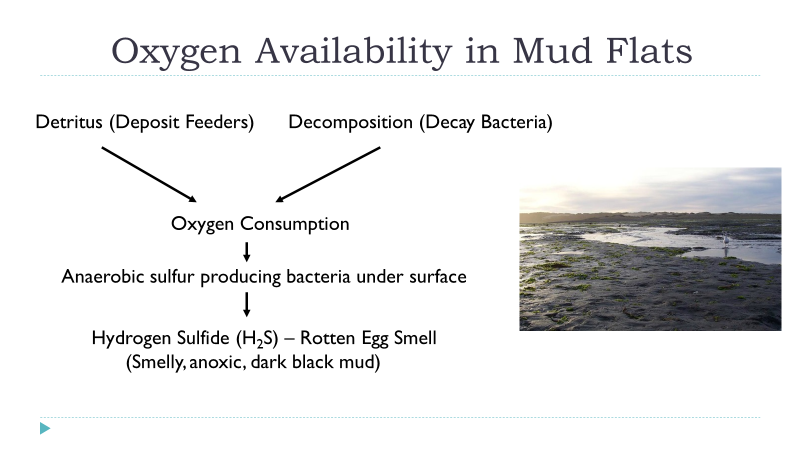 Oxygen Availability in Mud Flats
Detritus (Deposit Feeders) Decomposition (Decay Bacteria)
Oxygen Consumption
Anaerobic sulfur producing bacteria under surface
Hydrogen Sulfide (H₂S) – Rotten Egg Smell
(Smelly, anoxic, dark black mud)